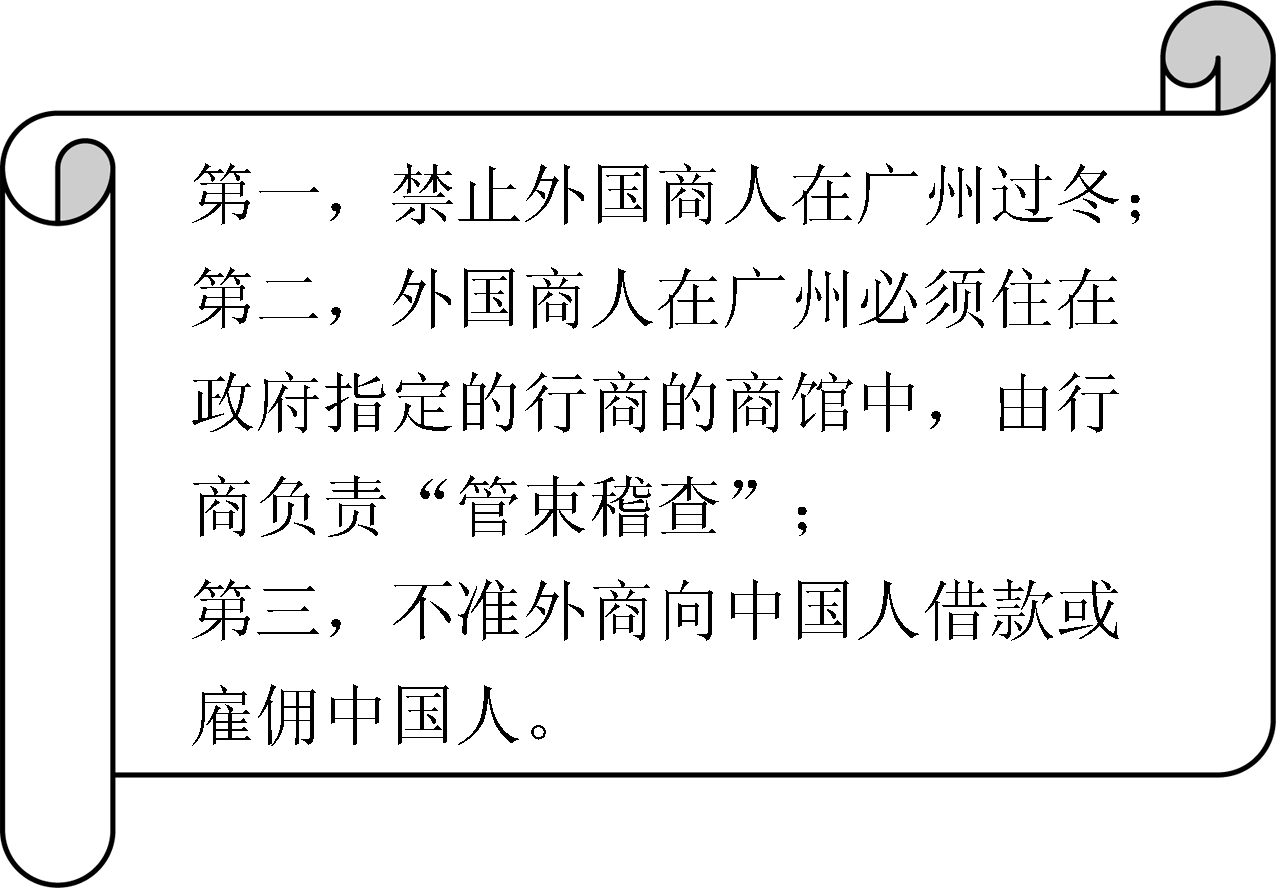 第一，禁止外国商人在广州过冬；
第二，外国商人在广州必须住在
政府指定的行商的商馆中，由行
商负责“管束稽查”；
第三，不准外商向中国人借款或
雇佣中国人。